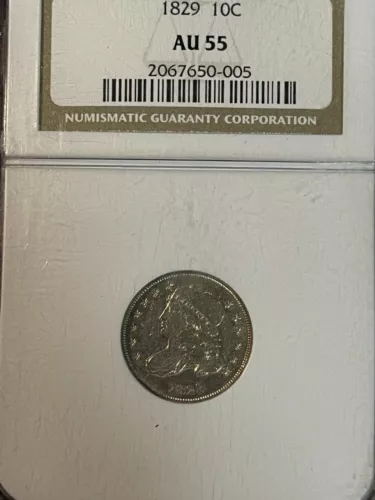 1829 10C
AU 55
2067650-005
NUMISMATIC GUARANTY CORPORATION